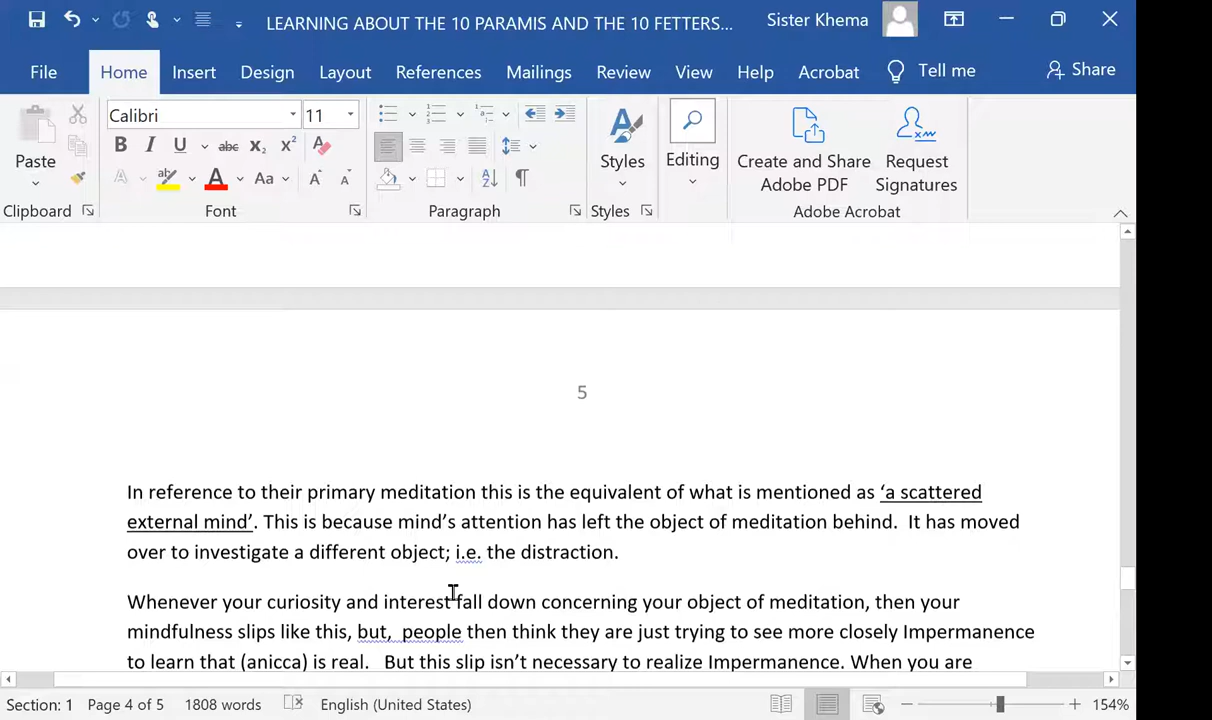 LEARNING ABOUT THE 10 PARAMIS AND THE 10 FETTERS... Sister Khema
File Home Insert Design Layout References Mailings Review View Help Acrobat Tell me Share
Calibri 11
Paste
Styles
Editing
Create and Share Adobe PDF
Request Signatures
Clipboard Font Paragraph Styles Adobe Acrobat
5
In reference to their primary meditation this is the equivalent of what is mentioned as ‘a scattered
external mind’. This is because mind’s attention has left the object of meditation behind.  It has moved
over to investigate a different object; i.e. the distraction.
Whenever your curiosity and interest fall down concerning your object of meditation, then your
mindfulness slips like this, but,  people then think they are just trying to see more closely Impermanence
to learn that (anicca) is real.   But this slip isn’t necessary to realize Impermanence. When you are
Section: 1 Page 4 of 5 1808 words English (United States) 154%